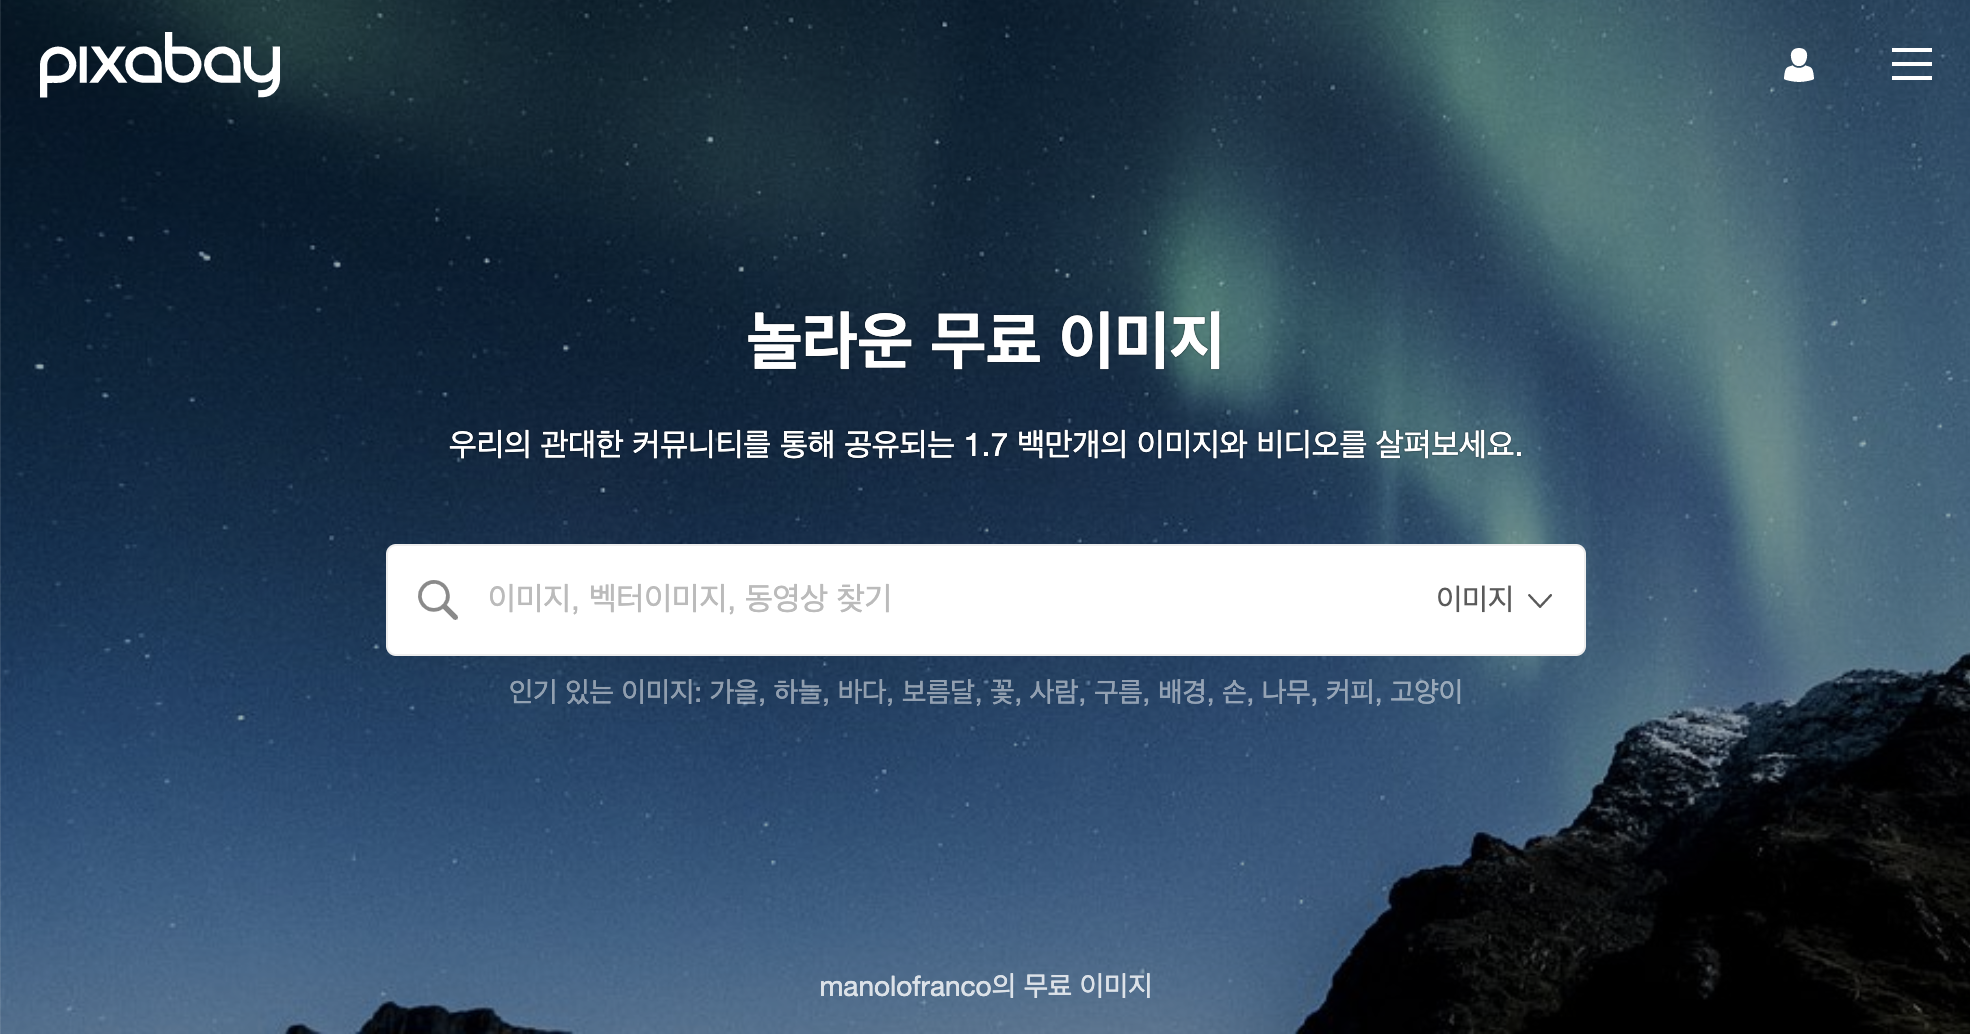 pixabay
놀라운 무료 이미지
우리의 관대한 커뮤니티를 통해 공유되는 1.7 백만개의 이미지와 비디오를 살펴보세요.
이미지, 벡터이미지, 동영상 찾기 이미지
인기 있는 이미지: 가을, 하늘, 바다, 보름달, 꽃, 사람, 구름, 배경, 손, 나무, 커피, 고양이
manolofranco의 무료 이미지